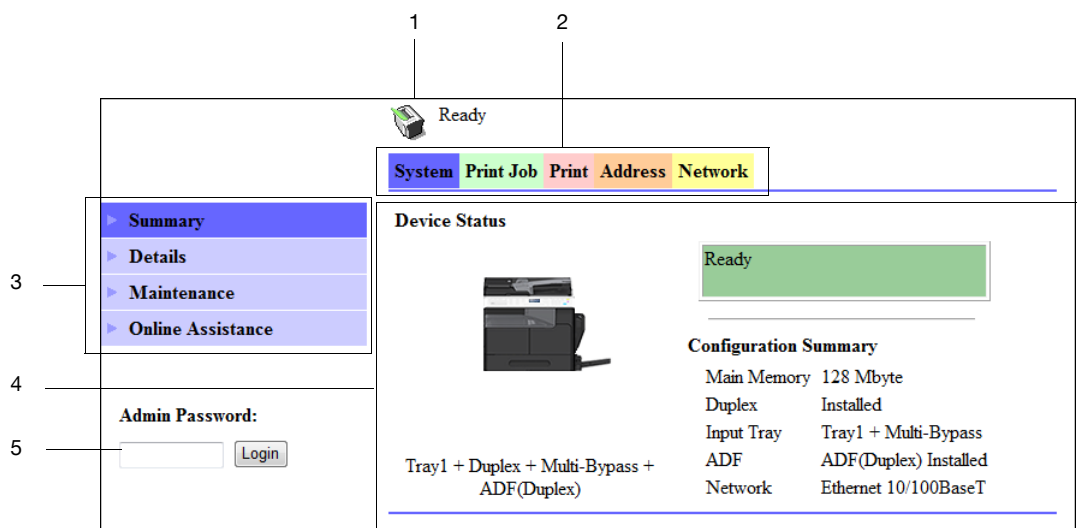 1
2
Ready
System Print Job Print Address Network
3
Summary
Details
Maintenance
Online Assistance
4
Admin Password:
5
Login
Device Status
Tray1 + Duplex + Multi-Bypass +
ADF(Duplex)
Ready
Configuration Summary
Main Memory 128 Mbyte
Duplex Installed
Input Tray Tray1 + Multi-Bypass
ADF ADF(Duplex) Installed
Network Ethernet 10/100BaseT